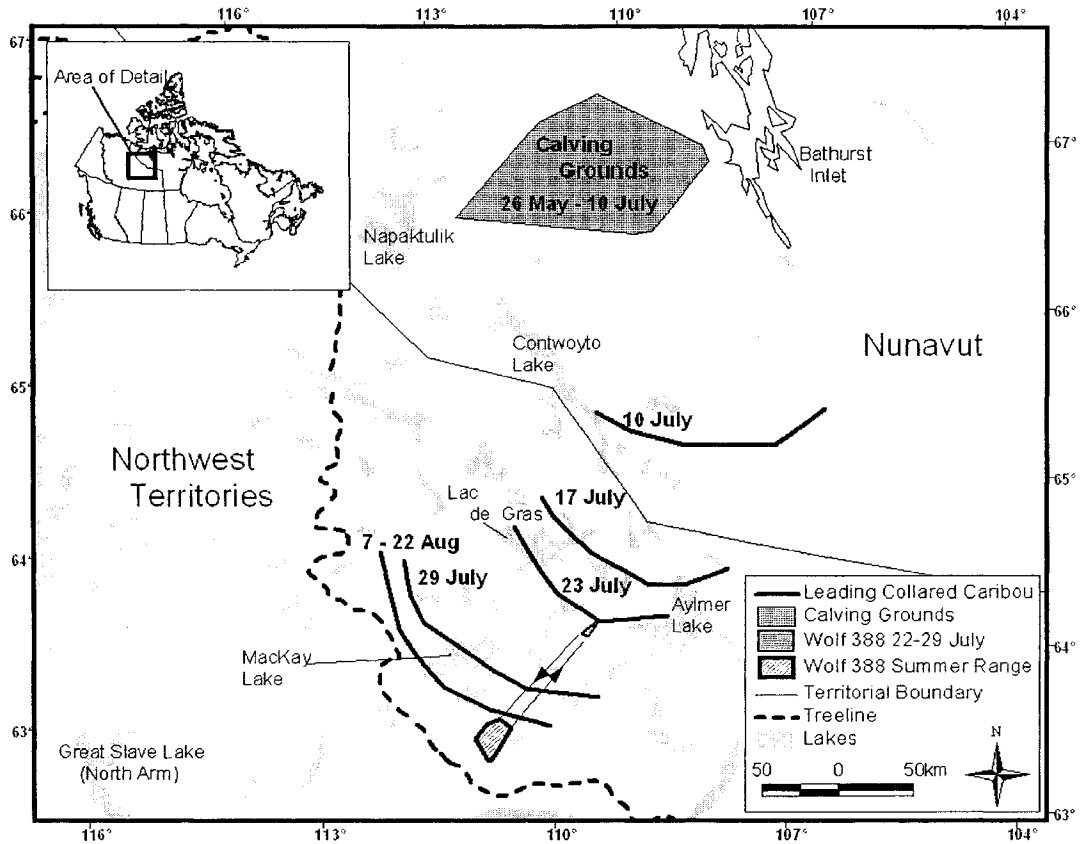 116°
113°
110°
107°
104°
67°
Area of Detail
Calving
Grounds
26 May - 10 July
Bathurst
Inlet
67°
66°
Napaktulik
Lake
66°
Contwoyto
Lake
Nunavut
65°
10 July
Northwest
Territories
Lac
de Gras
17 July
65°
64°
7 - 22 Aug
29 July
23 July
Aylmer
Lake
MacKay
Lake
64°
63°
Great Slave Lake
(North Arm)
Leading Collared Caribou
Calving Grounds
Wolf 388 22-29 July
Wolf 388 Summer Range
Territorial Boundary
Treeline
Lakes
N
50 0 50km
63°
116°
113°
110°
107°
104°